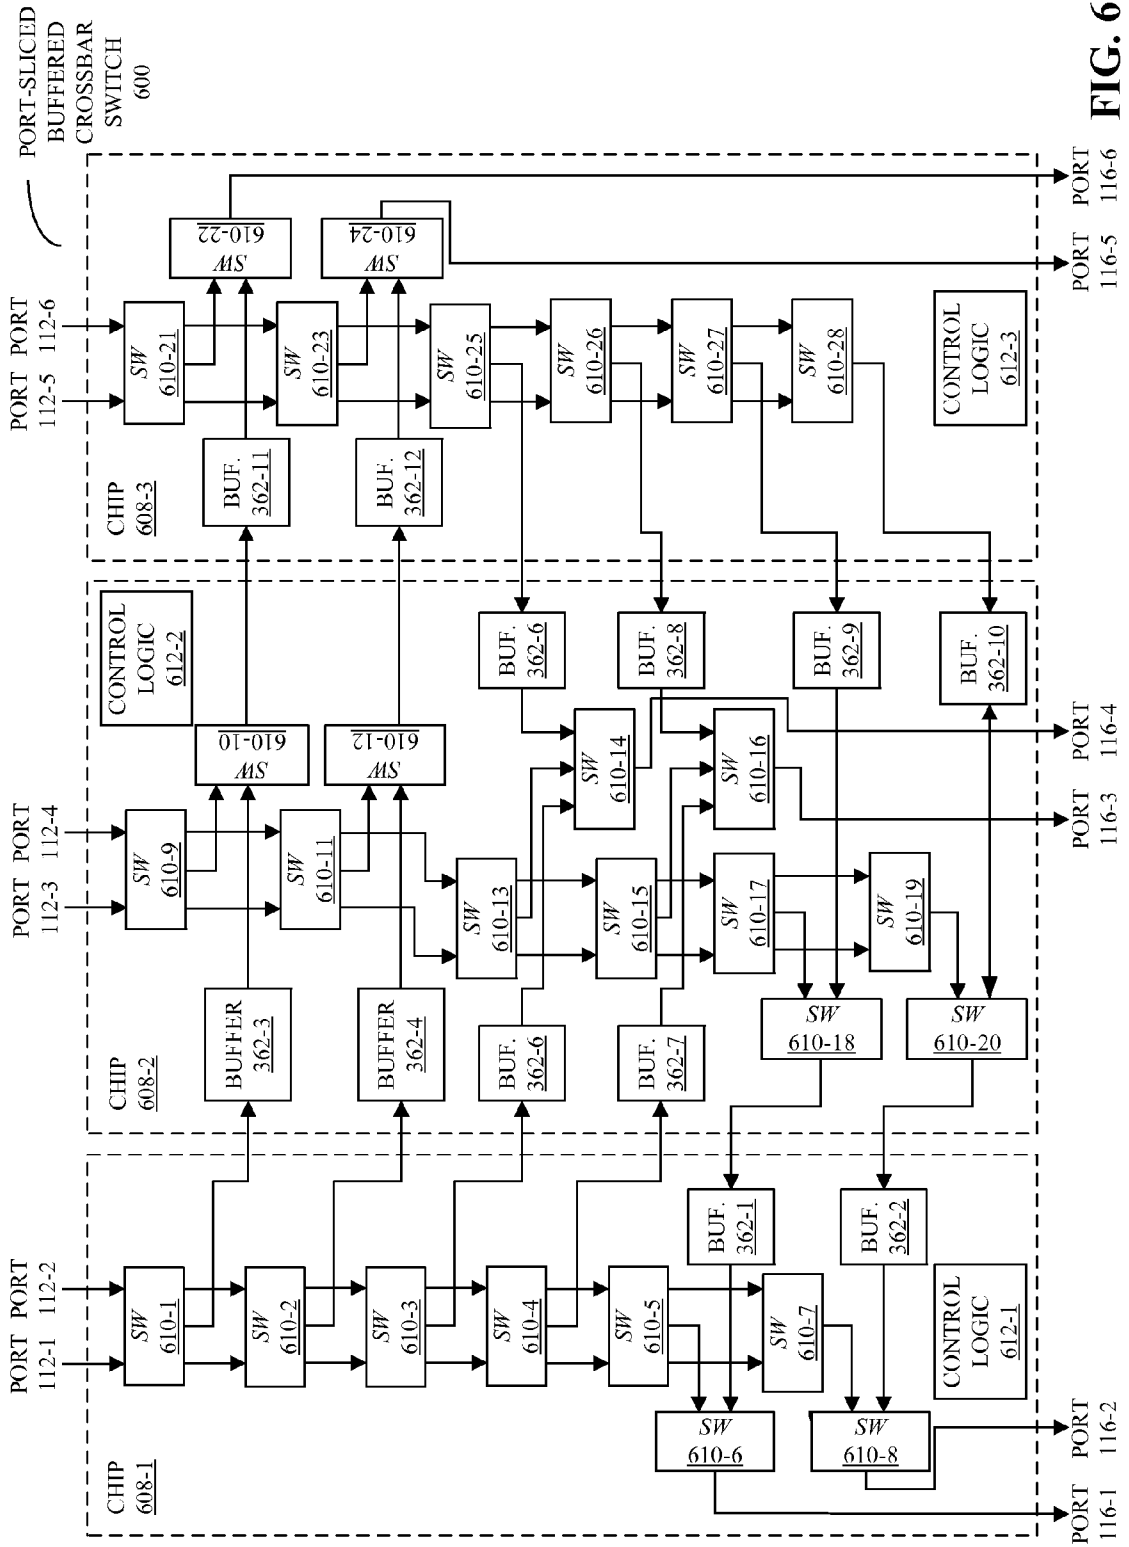 PORT-SLICED
BUFFERED
CROSSBAR
SWITCH
600
FIG. 6
PORT
112-1
PORT
112-2
PORT
112-3
PORT
112-4
PORT
112-5
PORT
112-6
CHIP
608-1
SW
610-1
SW
610-2
SW
610-3
SW
610-4
SW
610-5
SW
610-6
SW
610-7
SW
610-8
BUF.
362-1
BUF.
362-2
CONTROL
LOGIC
612-1
PORT
116-1
PORT
116-2
CHIP
608-2
CONTROL
LOGIC
612-2
BUFFER
362-3
BUFFER
362-4
BUF.
362-6
BUF.
362-7
SW
610-9
SW
610-10
SW
610-11
SW
610-12
SW
610-13
SW
610-14
SW
610-15
SW
610-16
SW
610-17
SW
610-18
SW
610-19
SW
610-20
BUF.
362-6
BUF.
362-8
BUF.
362-9
BUF.
362-10
PORT
116-3
PORT
116-4
CHIP
608-3
BUF.
362-11
BUF.
362-12
SW
610-21
SW
610-22
SW
610-23
SW
610-24
SW
610-25
SW
610-26
SW
610-27
SW
610-28
CONTROL
LOGIC
612-3
PORT
116-5
PORT
116-6